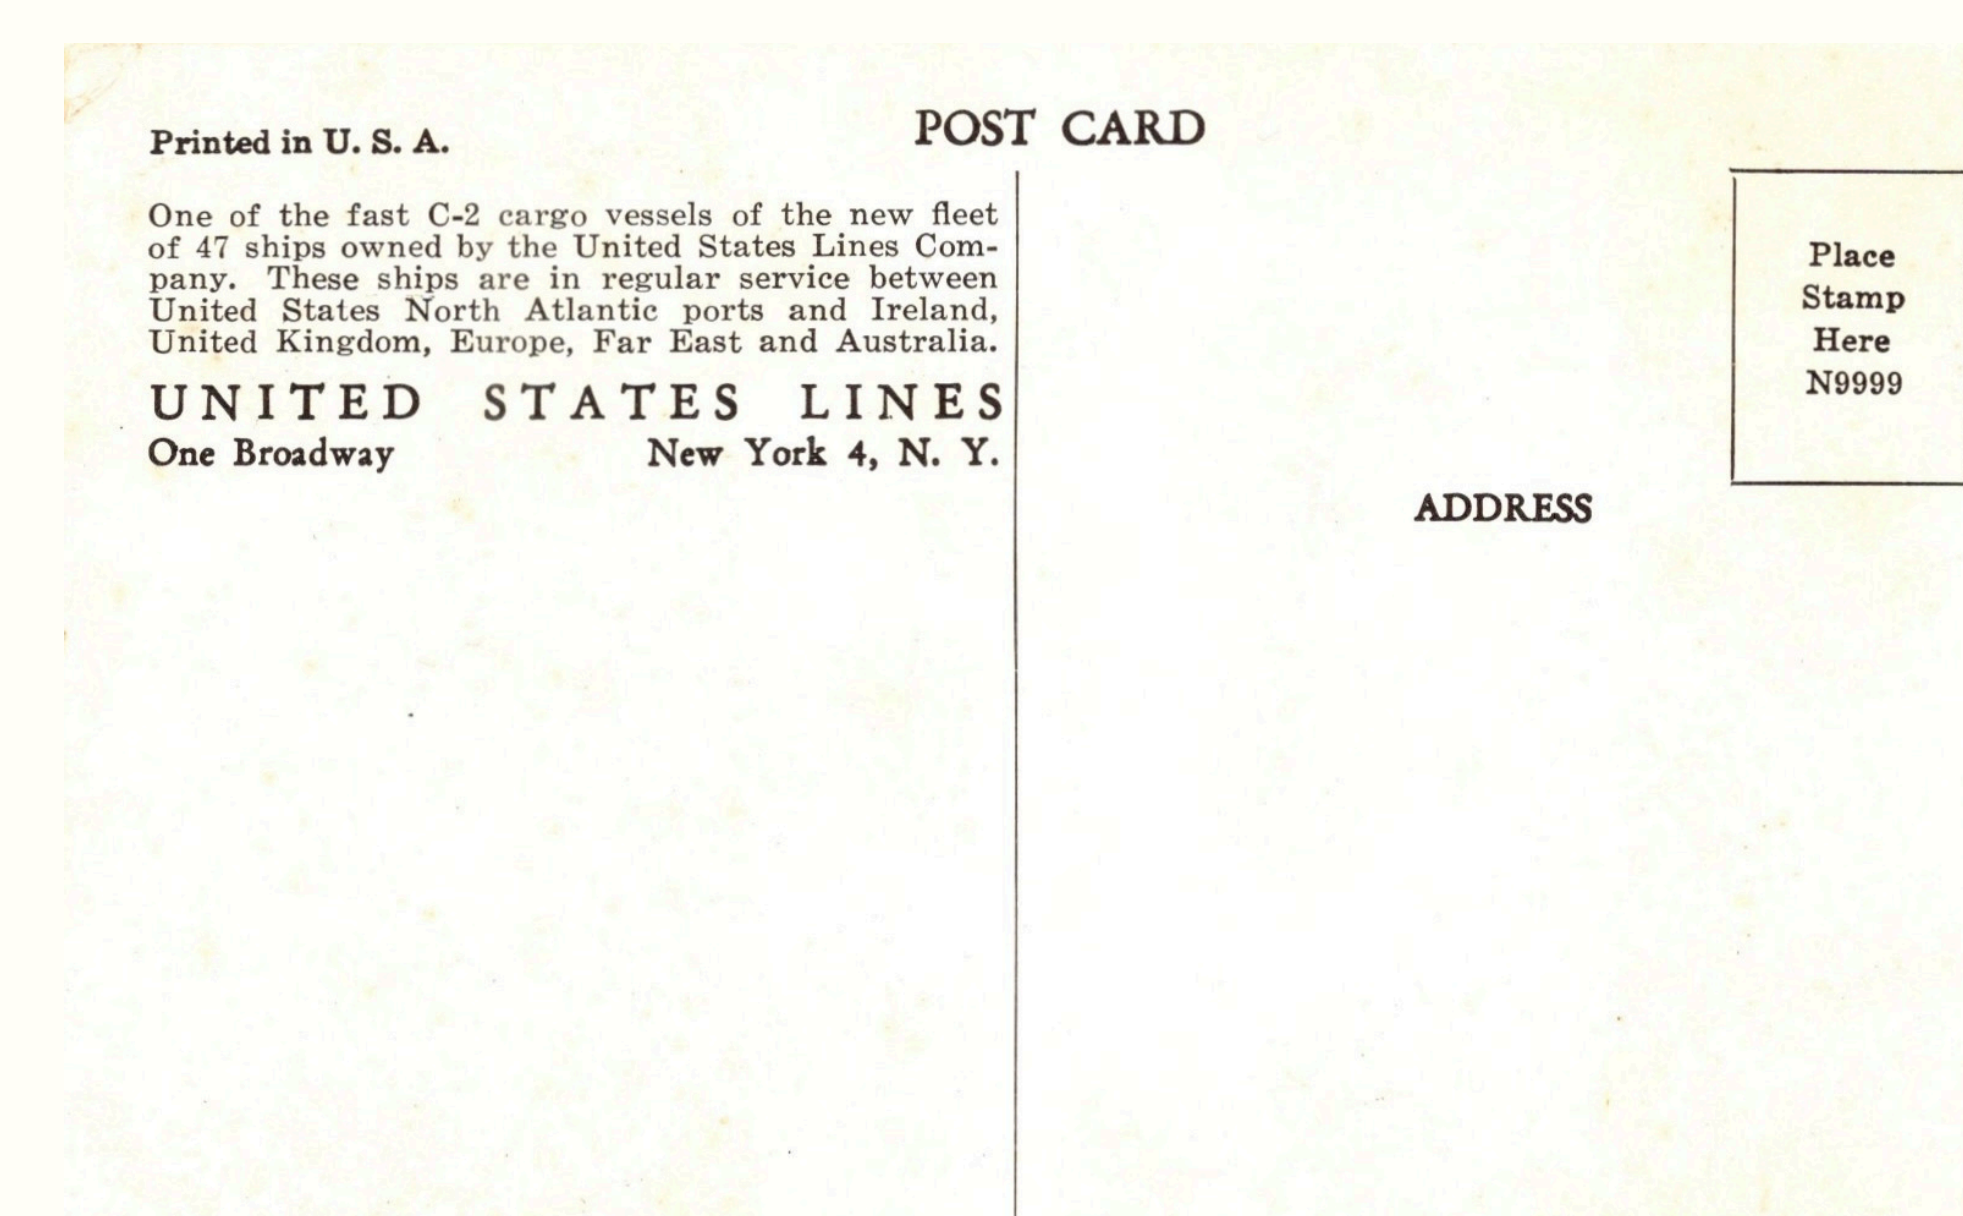 POST CARD
Printed in U. S. A.
One of the fast C-2 cargo vessels of the new fleet
of 47 ships owned by the United States Lines Com-
pany. These ships are in regular service between
United States North Atlantic ports and Ireland,
United Kingdom, Europe, Far East and Australia.
UNITED STATES LINES
One Broadway New York 4, N. Y.
Place
Stamp
Here
N9999
ADDRESS